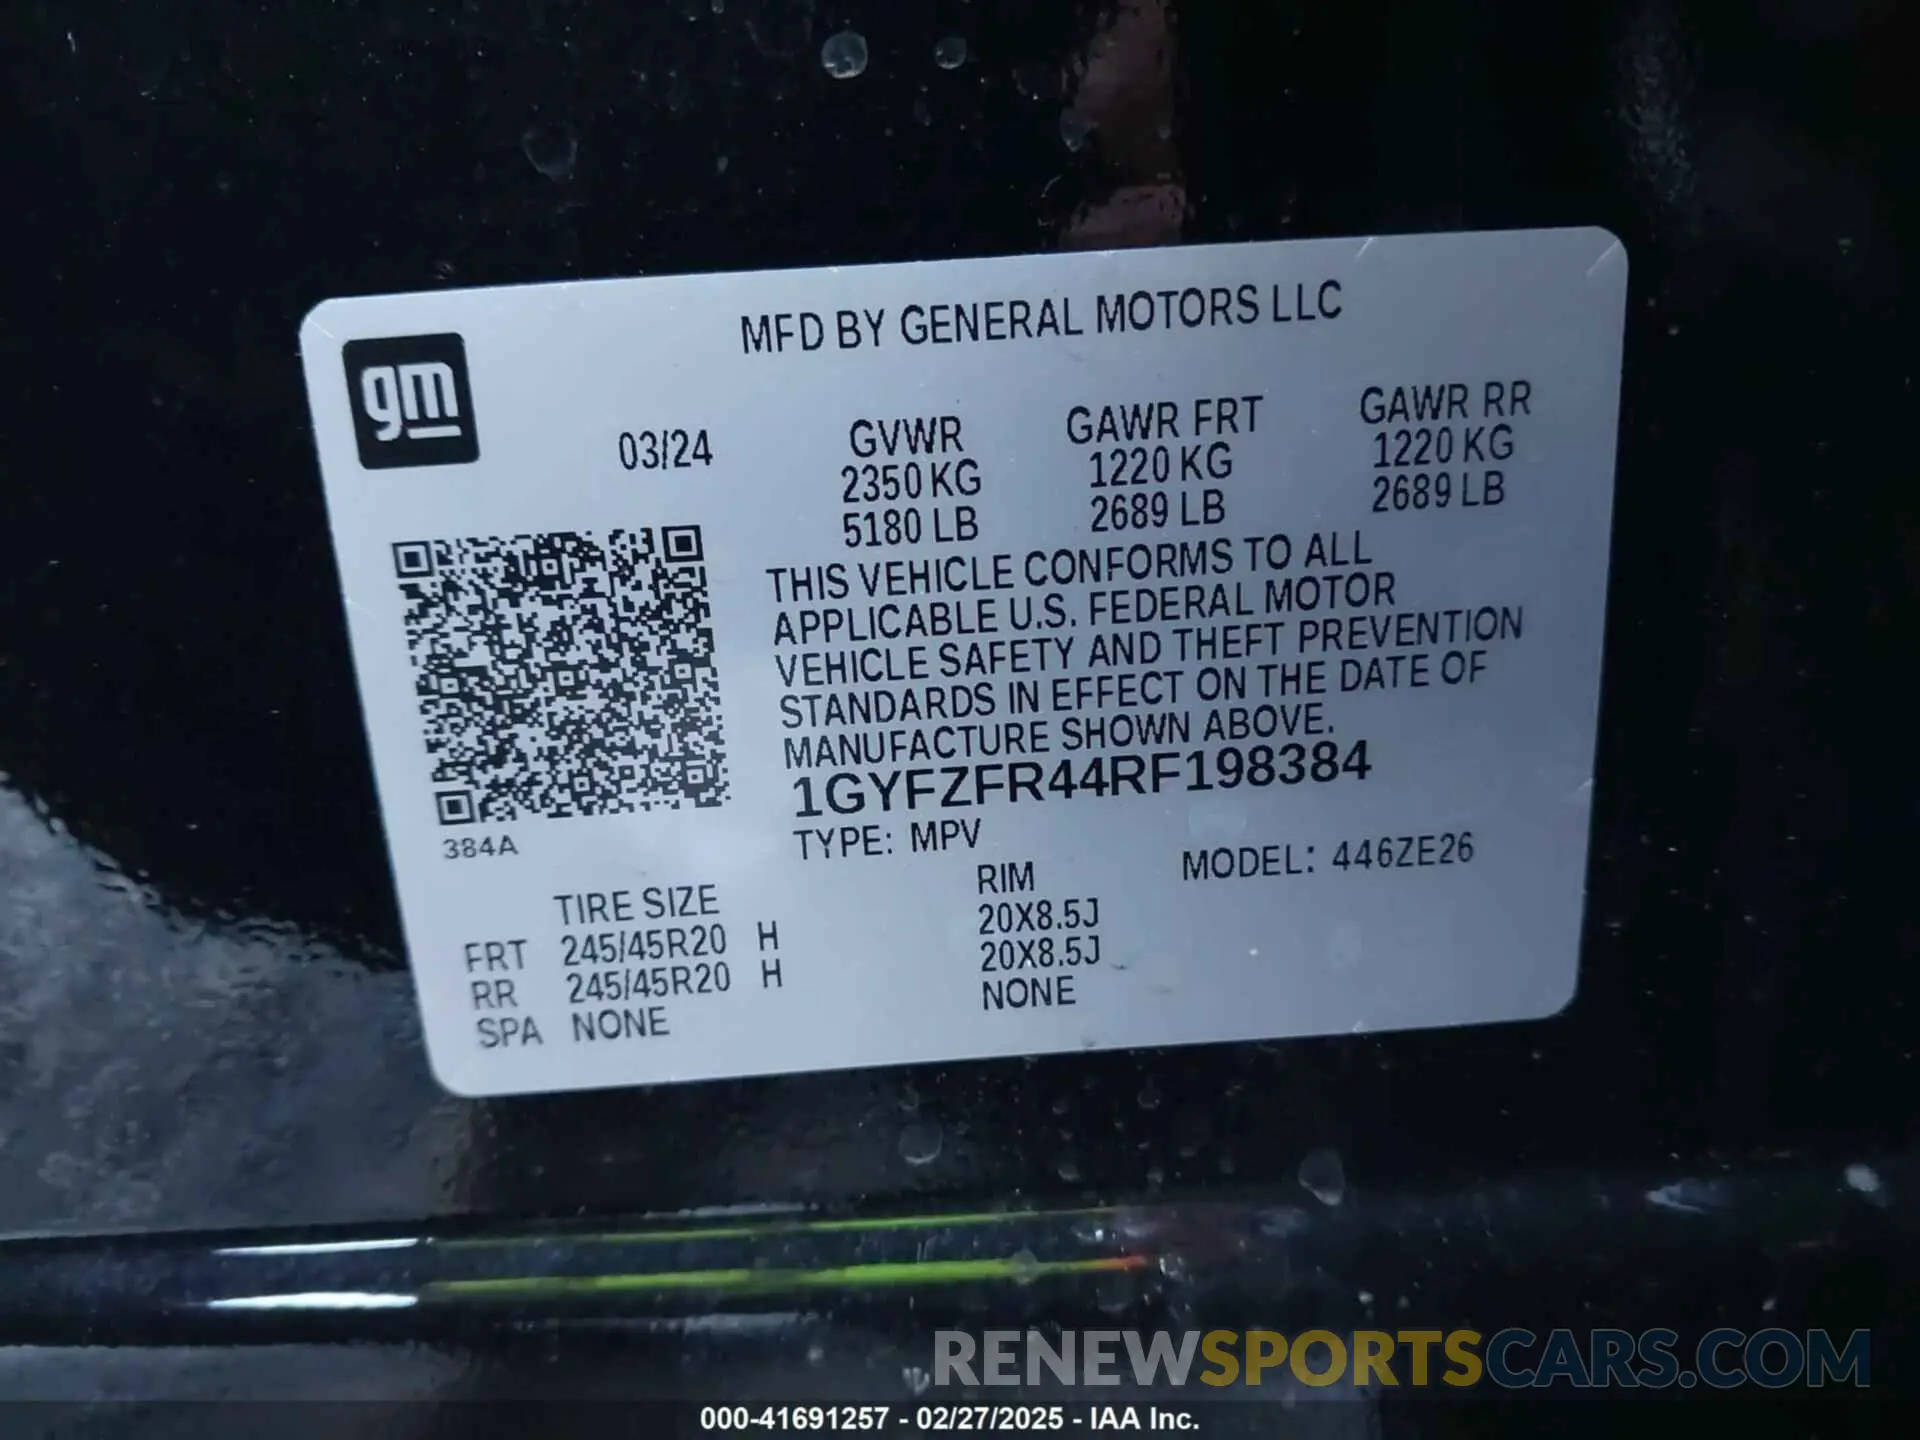 MFD BY GENERAL MOTORS LLC
gm
03/24 GVWR GAWR FRT GAWR RR
2350 KG 1220 KG 1220 KG
5180 LB 2689 LB 2689 LB
THIS VEHICLE CONFORMS TO ALL
APPLICABLE U.S. FEDERAL MOTOR
VEHICLE SAFETY AND THEFT PREVENTION
STANDARDS IN EFFECT ON THE DATE OF
MANUFACTURE SHOWN ABOVE.
1GYFZFR44RF198384
384A
TYPE: MPV MODEL: 446ZE26
TIRE SIZE RIM
FRT 245/45R20 H 20X8.5J
RR 245/45R20 H 20X8.5J
SPA NONE NONE
RENEWSPORTSCARS.COM
000-41691257 - 02/27/2025 - IAA Inc.